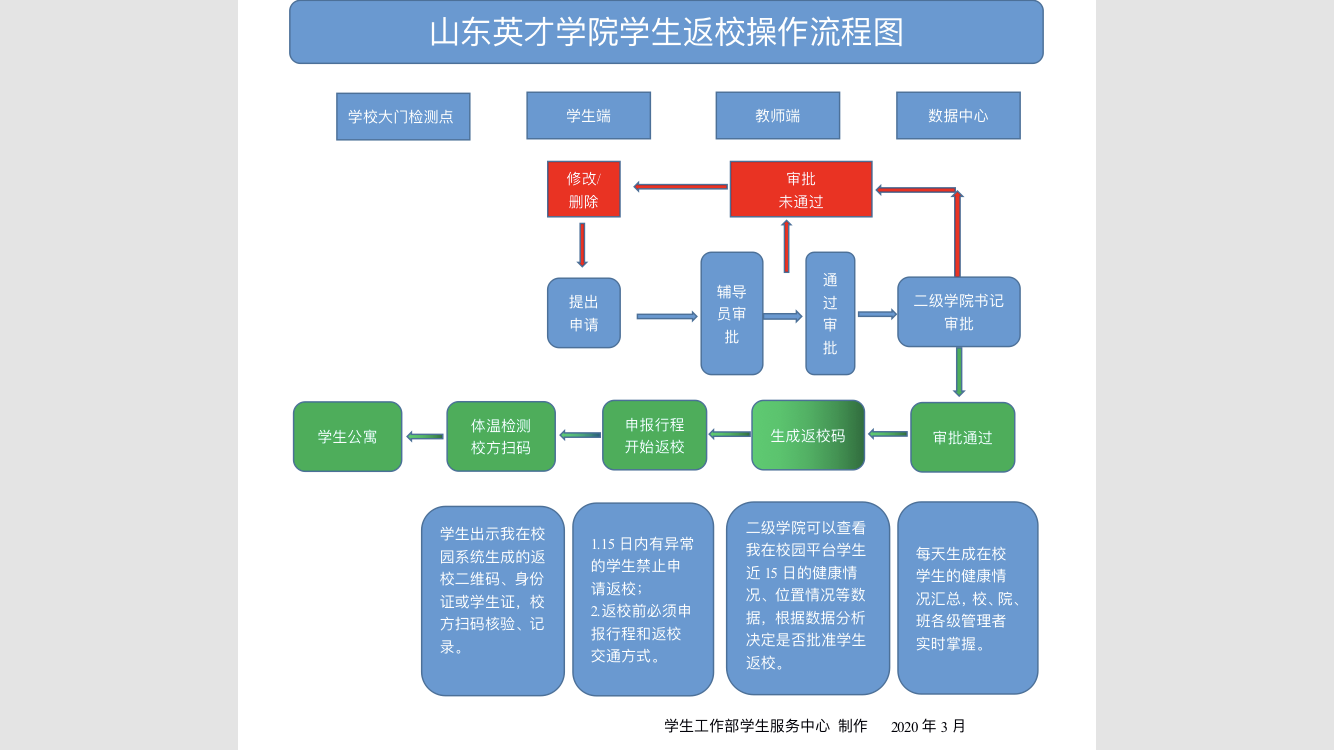 山东英才学院学生返校操作流程图
学校大门检测点
学生端
教师端
数据中心
修改/
删除
审批
未通过
提出
申请
辅导
员审
批
通
过
审
批
二级学院书记
审批
学生公寓
体温检测
校方扫码
申报行程
开始返校
生成返校码
审批通过
学生出示我在校
园系统生成的返
校二维码、身份
证或学生证，校
方扫码核验、记
录。
1.15 日内有异常
的学生禁止申
请返校；
2.返校前必须申
报行程和返校
交通方式。
二级学院可以查看
我在校园平台学生
近 15 日的健康情
况、位置情况等数
据，根据数据分析
决定是否批准学生
返校。
每天生成在校
学生的健康情
况汇总，校、院、
班各级管理者
实时掌握。
学生工作部学生服务中心 制作 2020 年 3 月